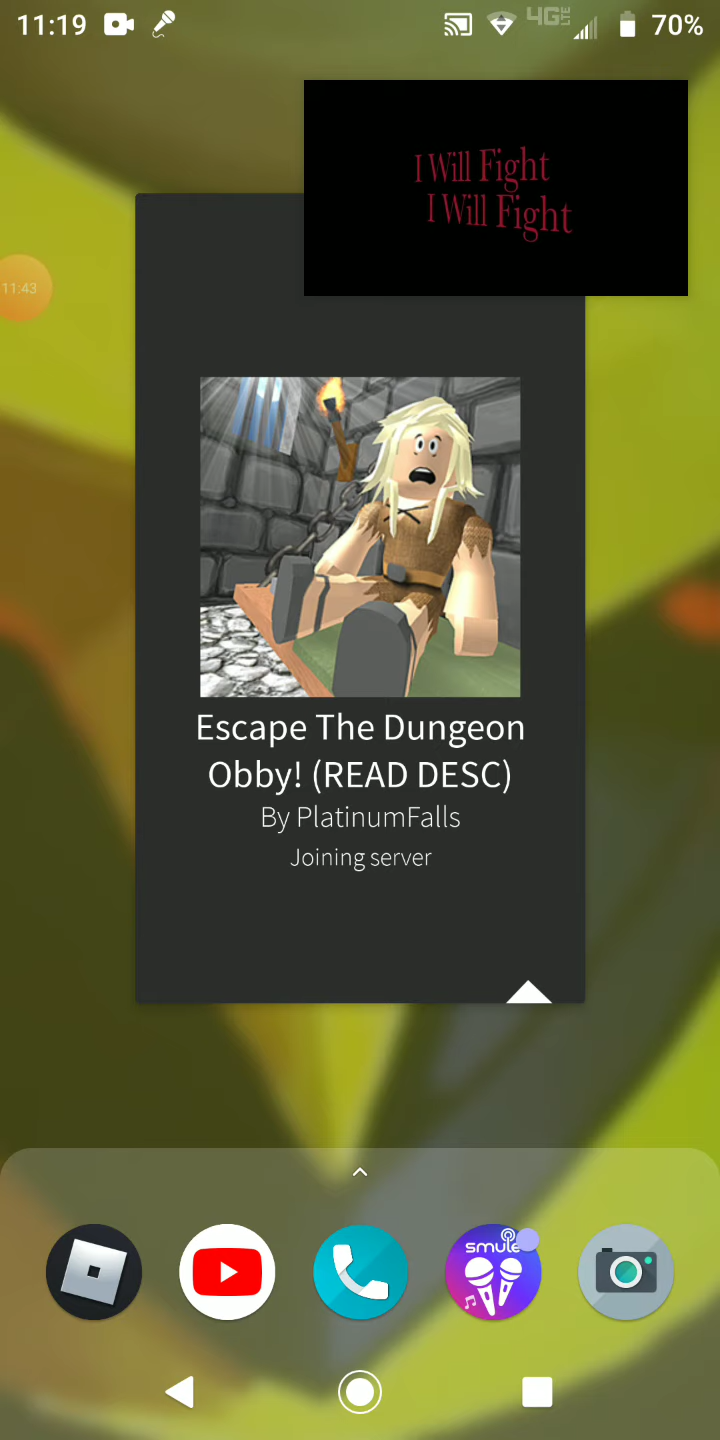 11:19
4G LTE
70%
I Will Fight
I Will Fight
11:43
Escape The Dungeon
Obby! (READ DESC)
By PlatinumFalls
Joining server
smule